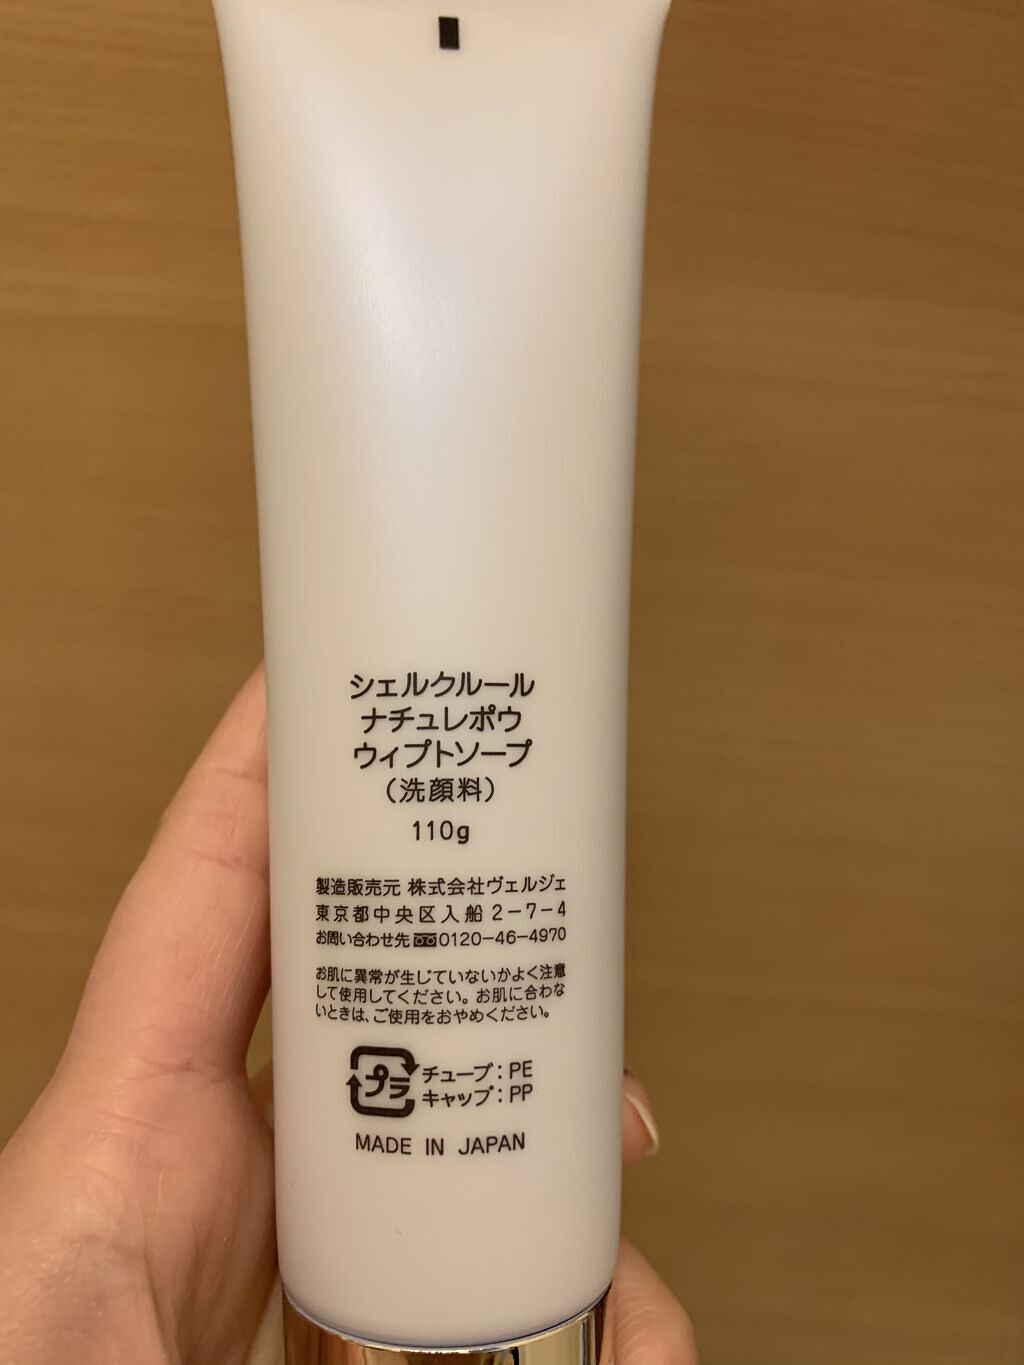 シェルクルール
ナチュレポウ
ウィプトソープ
（洗顔料）
110g
製造販売元 株式会社ヴェルジェ
東京都中央区入船2-7-4
お問い合わせ先 0120-46-4970
お肌に異常が生じていないかよく注意
して使用してください。お肌に合わな
いときは、ご使用をおやめください。
プラ
チューブ：PE
キャップ：PP
MADE IN JAPAN